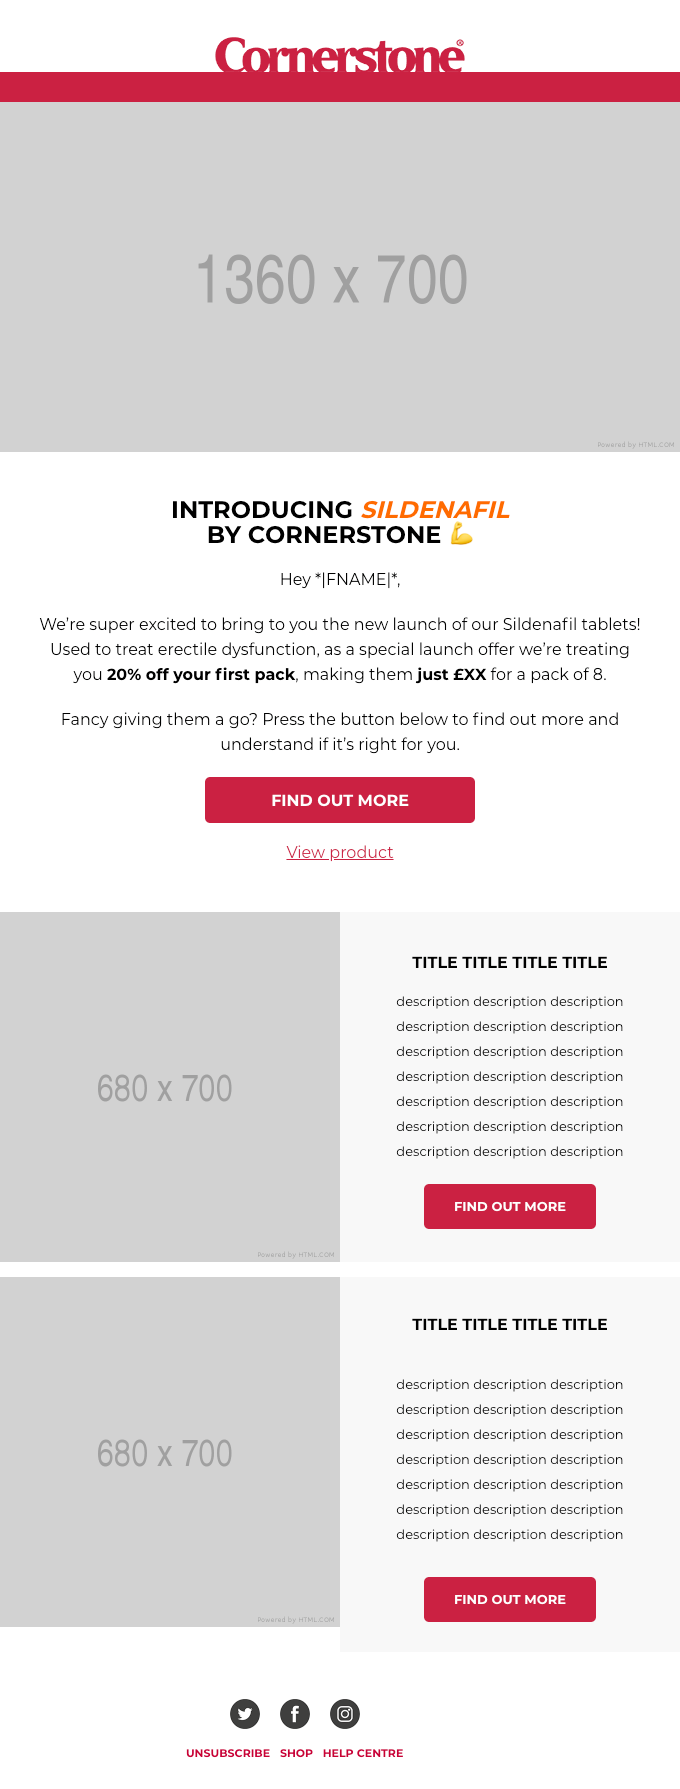 Cornerstone®
1360 x 700
Powered by HTML.COM
INTRODUCING SILDENAFIL
BY CORNERSTONE 💪
Hey *|FNAME|*,
We’re super excited to bring to you the new launch of our Sildenafil tablets!
Used to treat erectile dysfunction, as a special launch offer we’re treating
you 20% off your first pack, making them just £XX for a pack of 8.
Fancy giving them a go? Press the button below to find out more and
understand if it’s right for you.
FIND OUT MORE
View product
680 x 700
Powered by HTML.COM
TITLE TITLE TITLE TITLE
description description description
description description description
description description description
description description description
description description description
description description description
description description description
FIND OUT MORE
680 x 700
Powered by HTML.COM
TITLE TITLE TITLE TITLE
description description description
description description description
description description description
description description description
description description description
description description description
description description description
FIND OUT MORE
UNSUBSCRIBE SHOP HELP CENTRE